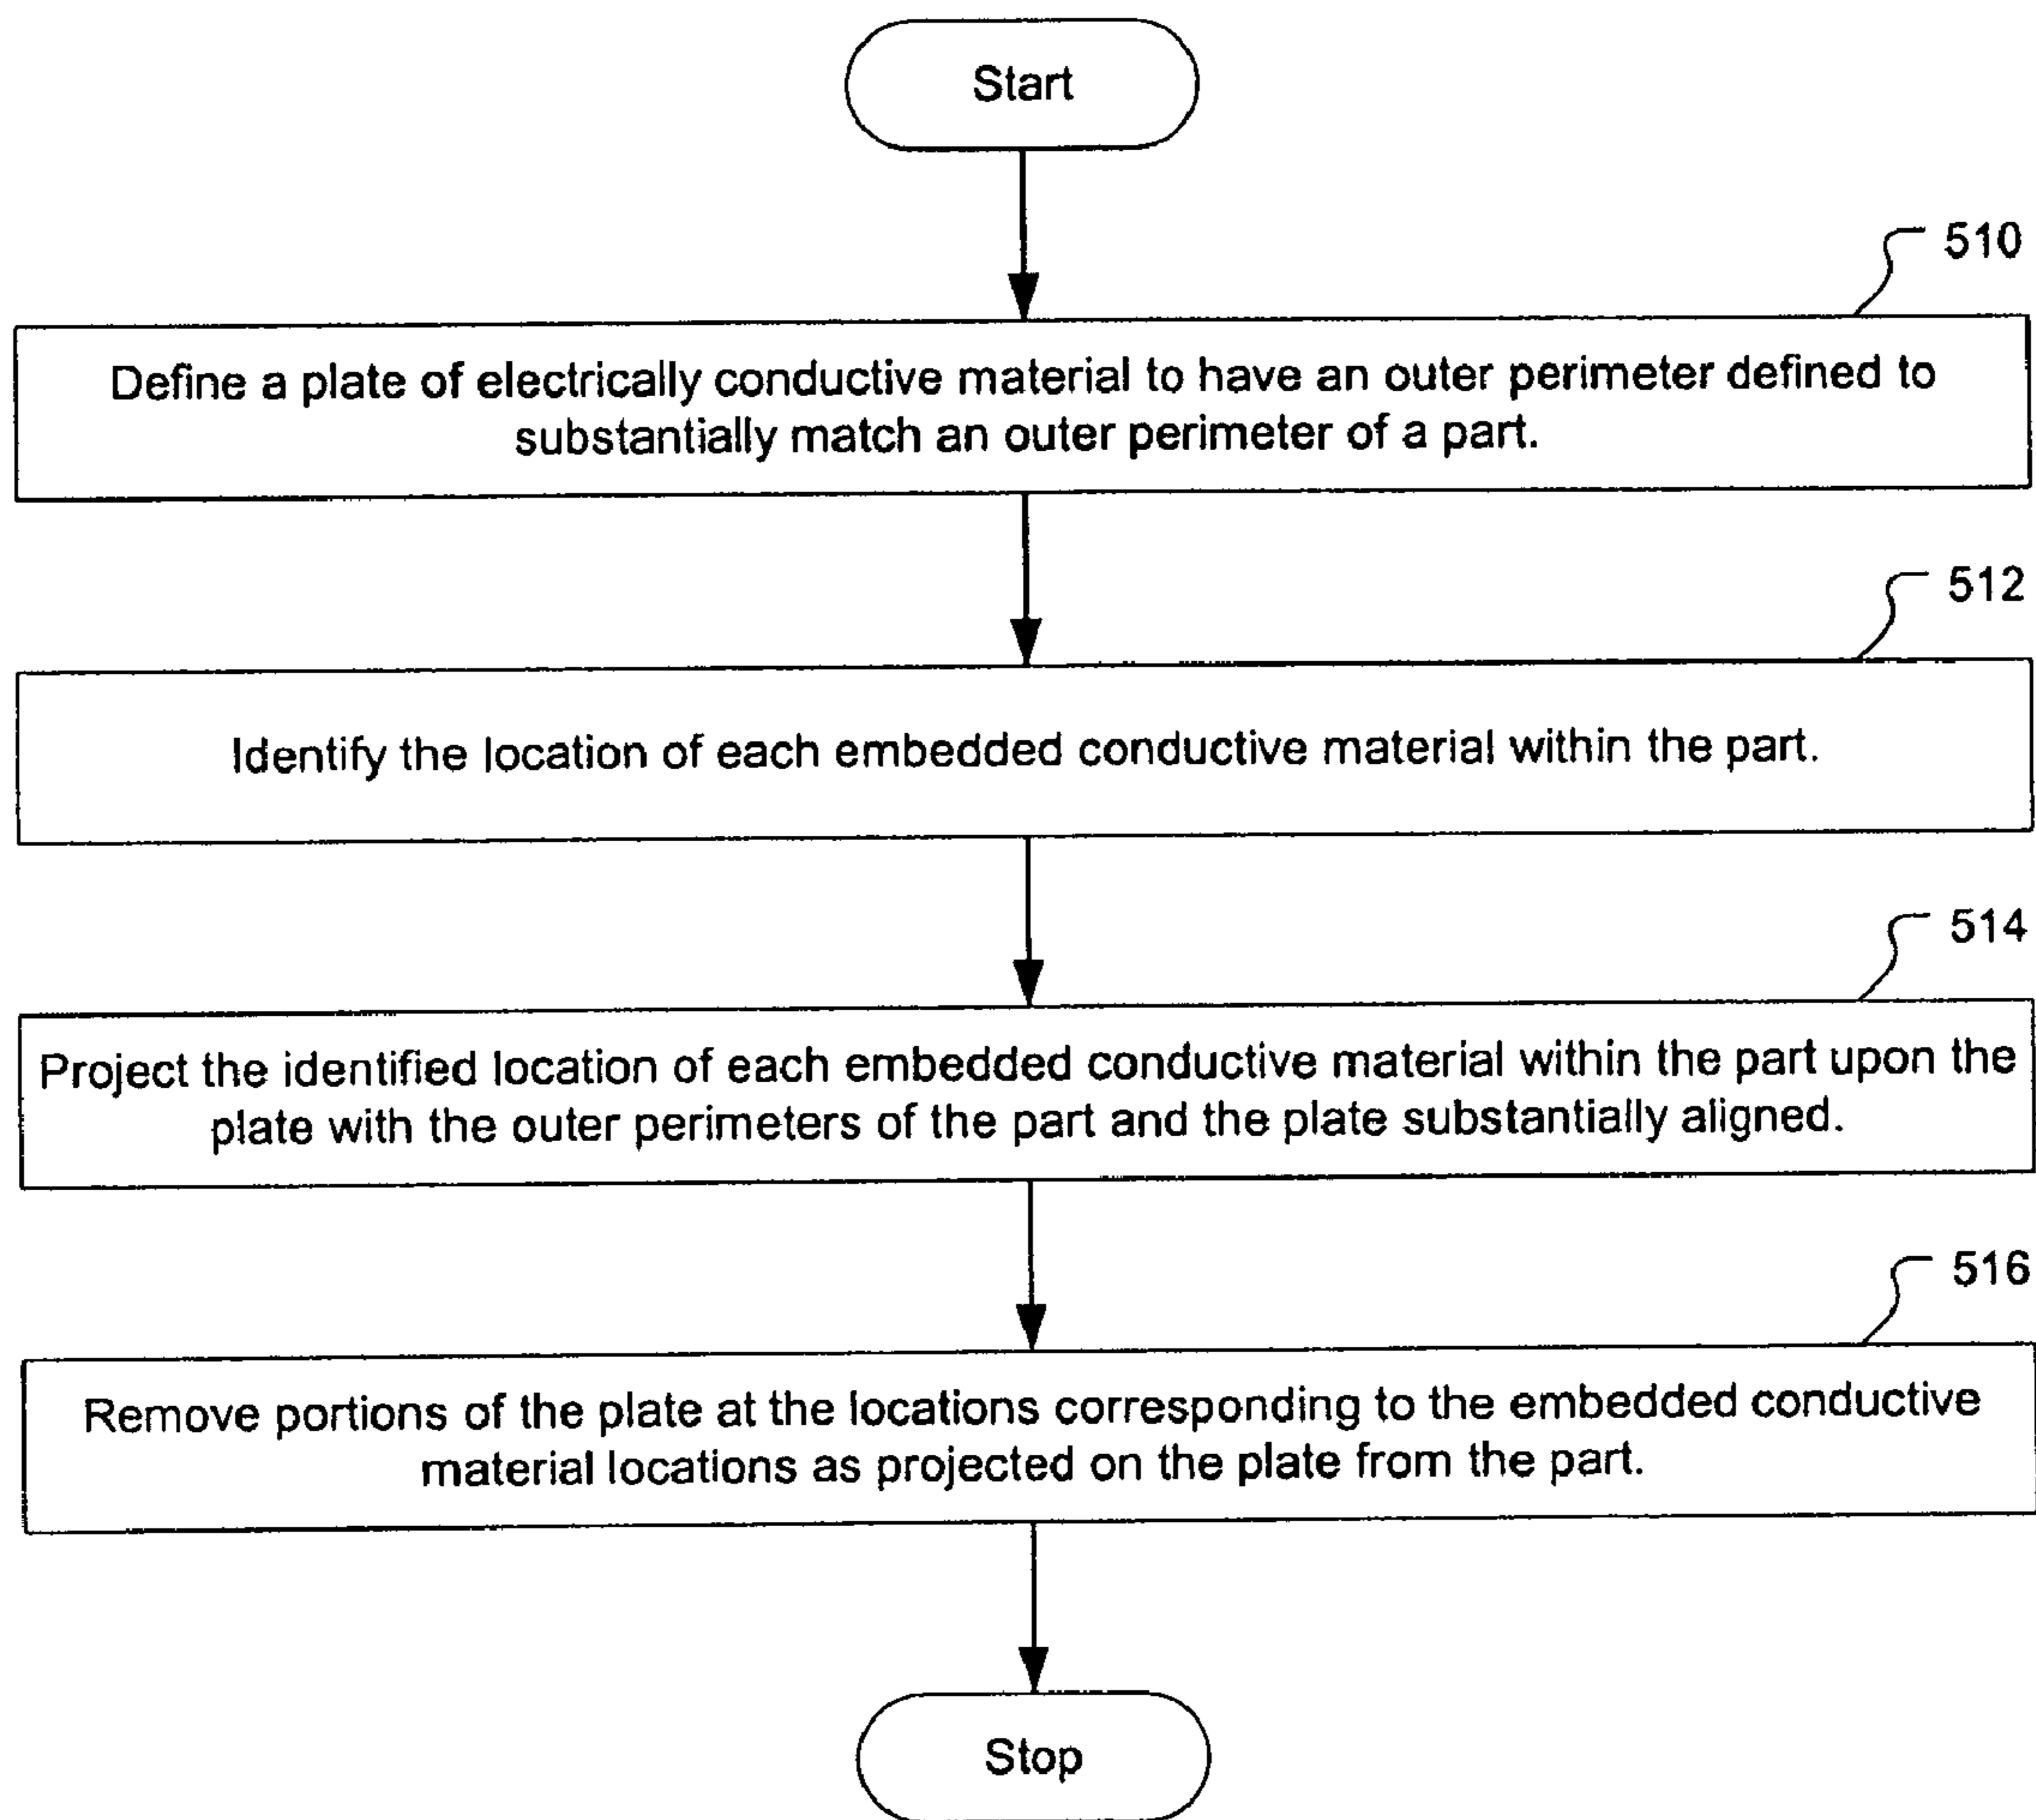 Start
510
Define a plate of electrically conductive material to have an outer perimeter defined to
substantially match an outer perimeter of a part.
512
Identify the location of each embedded conductive material within the part.
514
Project the identified location of each embedded conductive material within the part upon the
plate with the outer perimeters of the part and the plate substantially aligned.
516
Remove portions of the plate at the locations corresponding to the embedded conductive
material locations as projected on the plate from the part.
Stop